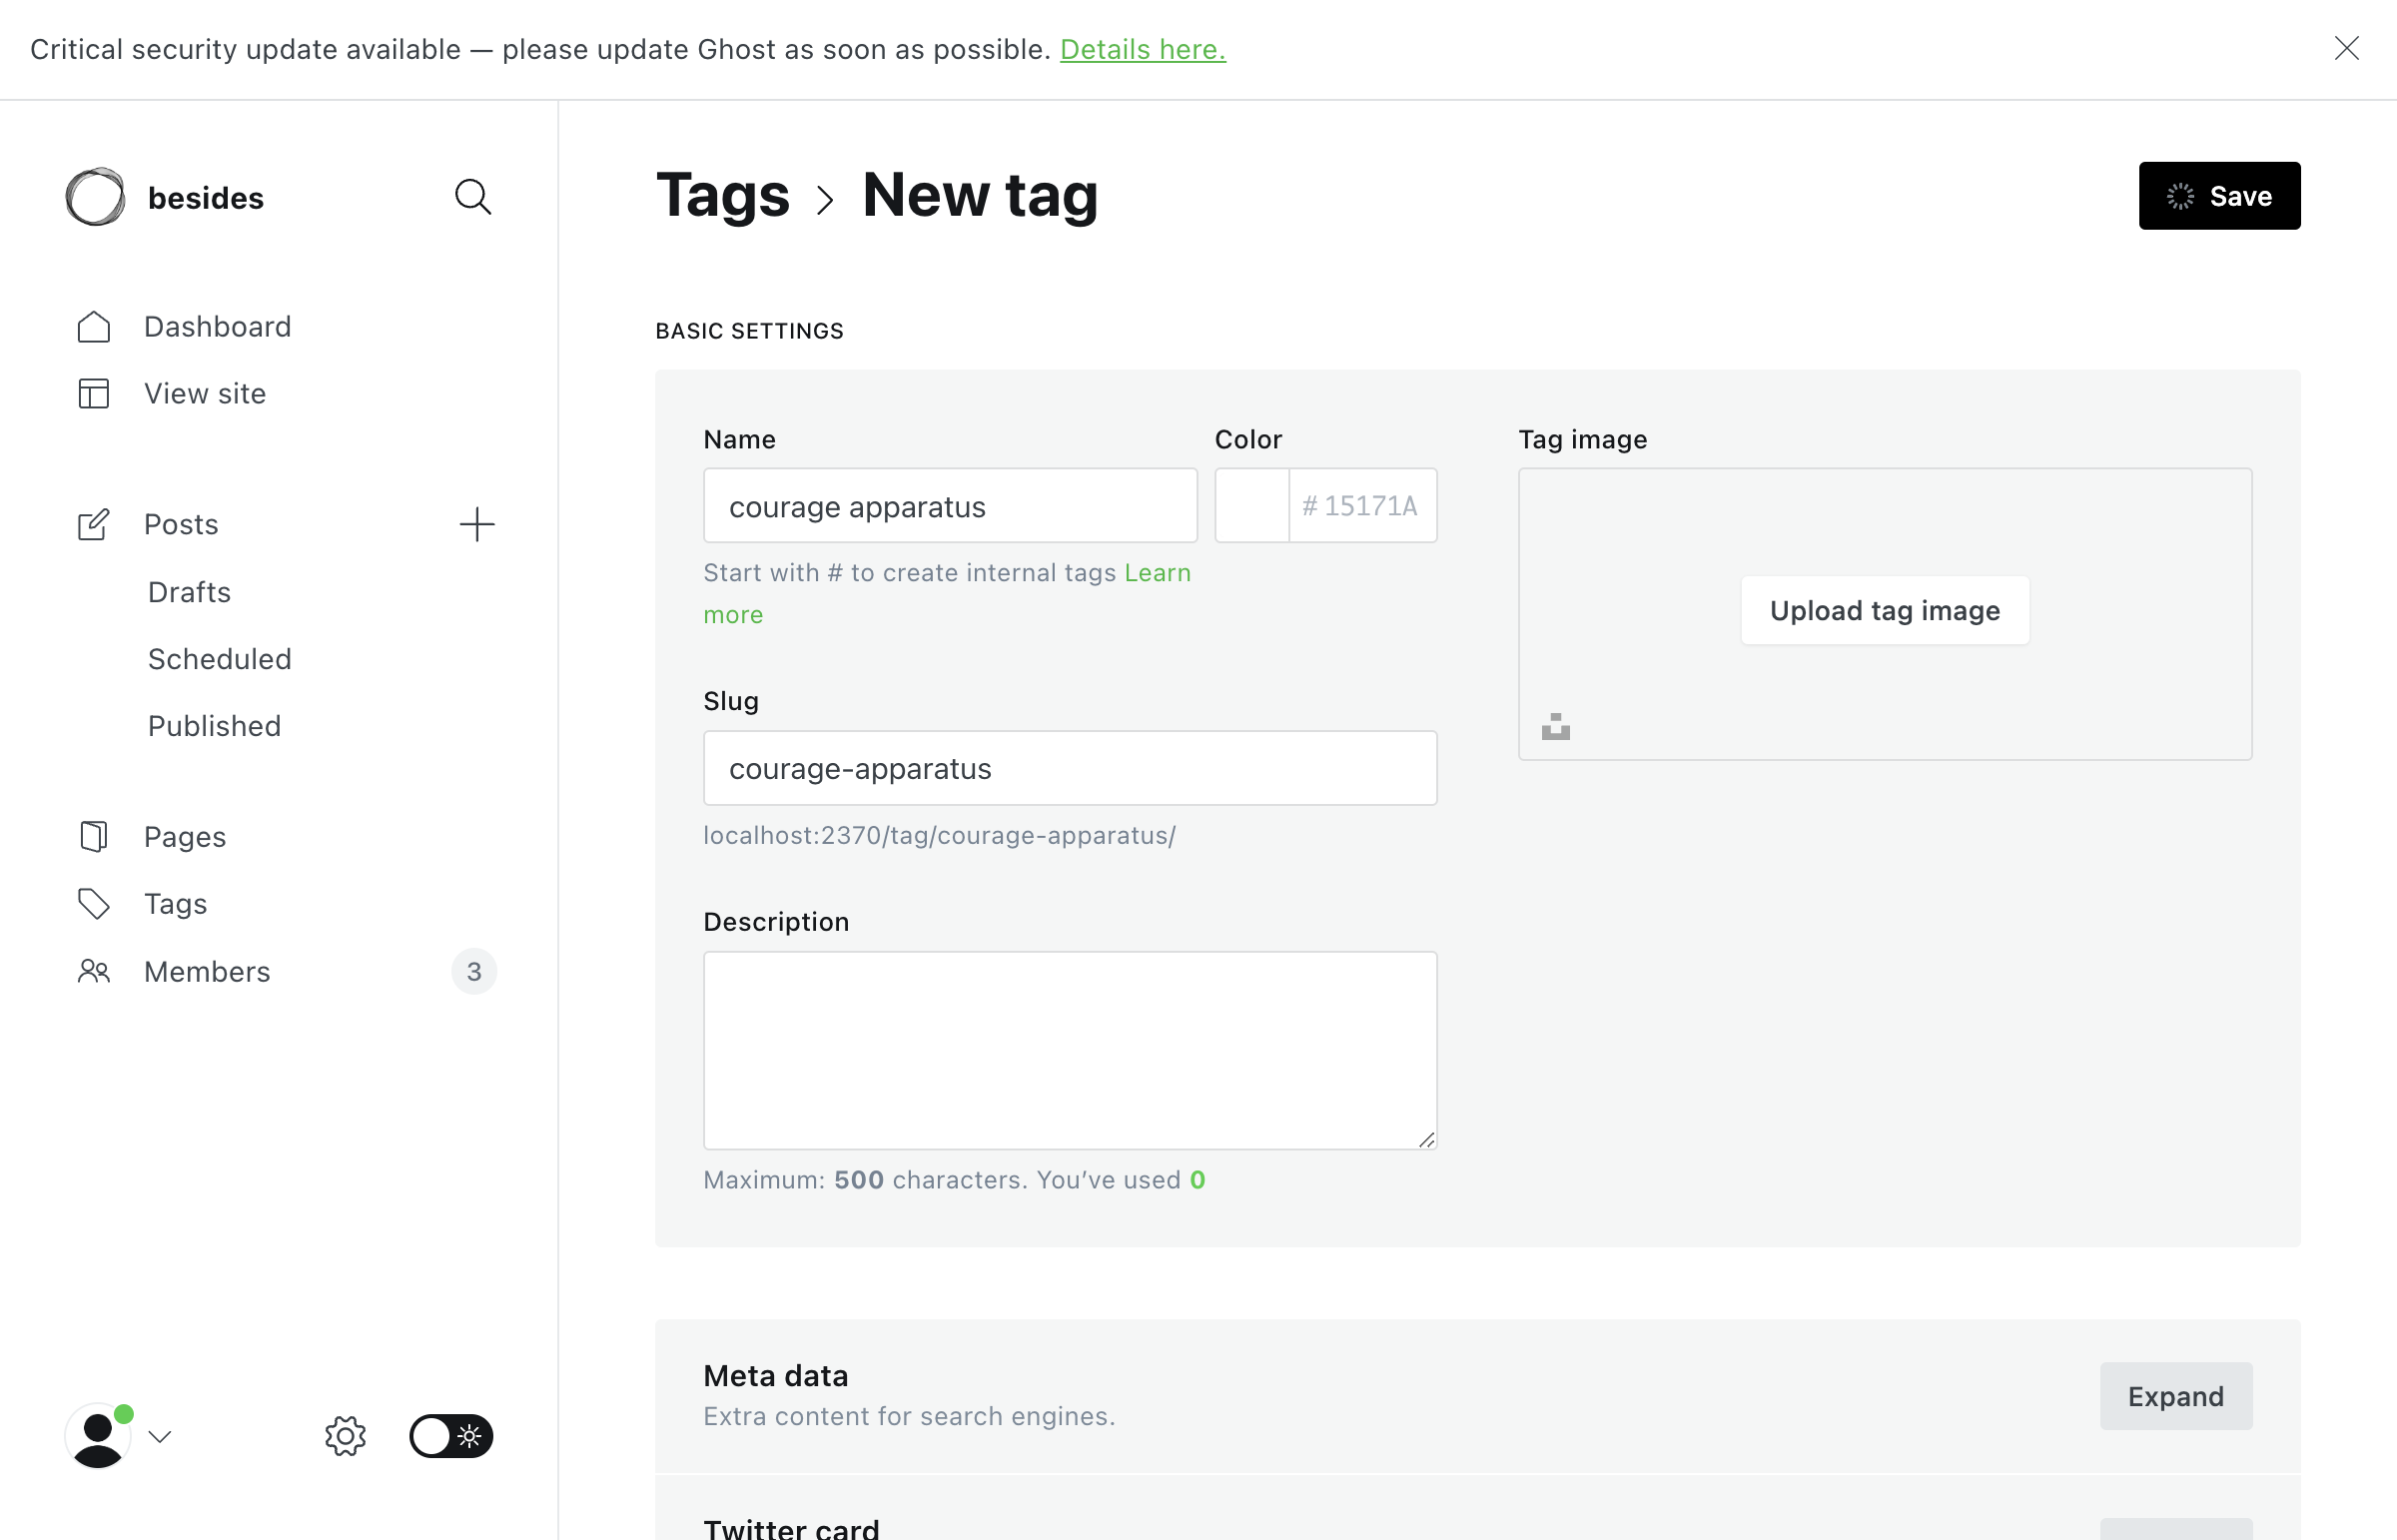 Critical security update available — please update Ghost as soon as possible. Details here.
besides
Dashboard
View site
Posts
Drafts
Scheduled
Published
Pages
Tags
Members 3
Tags > New tag
Save
BASIC SETTINGS
Name
courage apparatus
Start with # to create internal tags Learn
more
Color
# 15171A
Slug
courage-apparatus
localhost:2370/tag/courage-apparatus/
Description
Maximum: 500 characters. You’ve used 0
Tag image
Upload tag image
Meta data
Extra content for search engines.
Expand
Twitter card